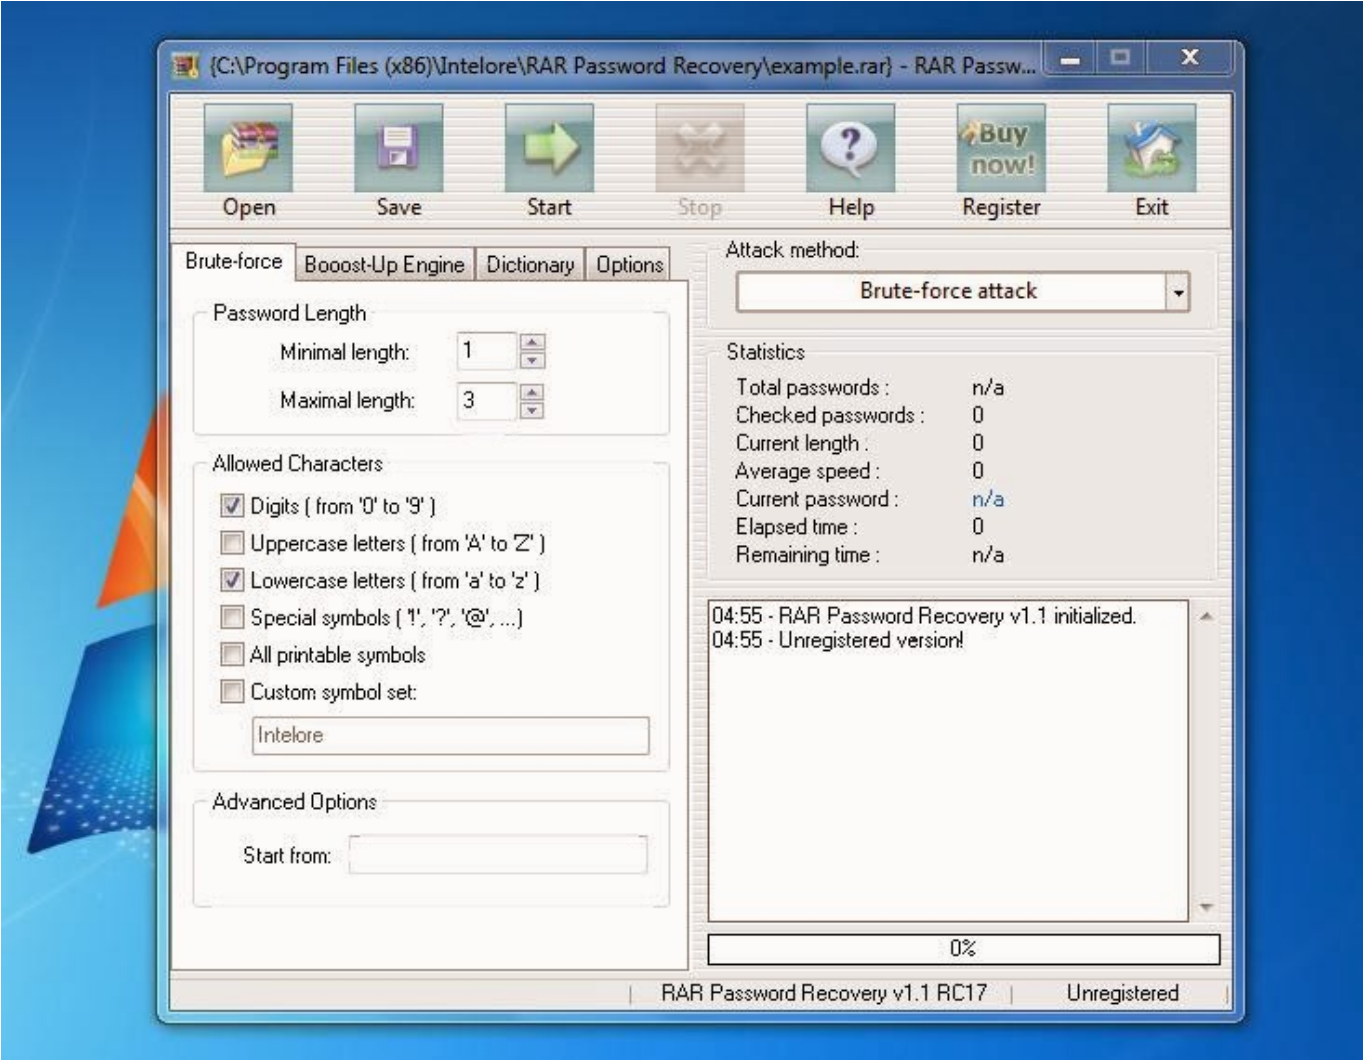 {C:\Program Files (x86)\Intelore\RAR Password Recovery\example.rar} - RAR Passw...
Buy
now!
Open Save Start Stop Help Register Exit
Brute-force Booost-Up Engine Dictionary Options
Attack method:
Brute-force attack
Password Length
Minimal length: 1
Maximal length: 3
Allowed Characters
Digits ( from '0' to '9' )
Uppercase letters ( from 'A' to 'Z' )
Lowercase letters ( from 'a' to 'z' )
Special symbols ( '!', '?', '@', ...)
All printable symbols
Custom symbol set:
Intelore
Advanced Options
Start from:
Statistics
Total passwords : n/a
Checked passwords : 0
Current length : 0
Average speed : 0
Current password : n/a
Elapsed time : 0
Remaining time : n/a
04:55 - RAR Password Recovery v1.1 initialized.
04:55 - Unregistered version!
0%
RAR Password Recovery v1.1 RC17 Unregistered